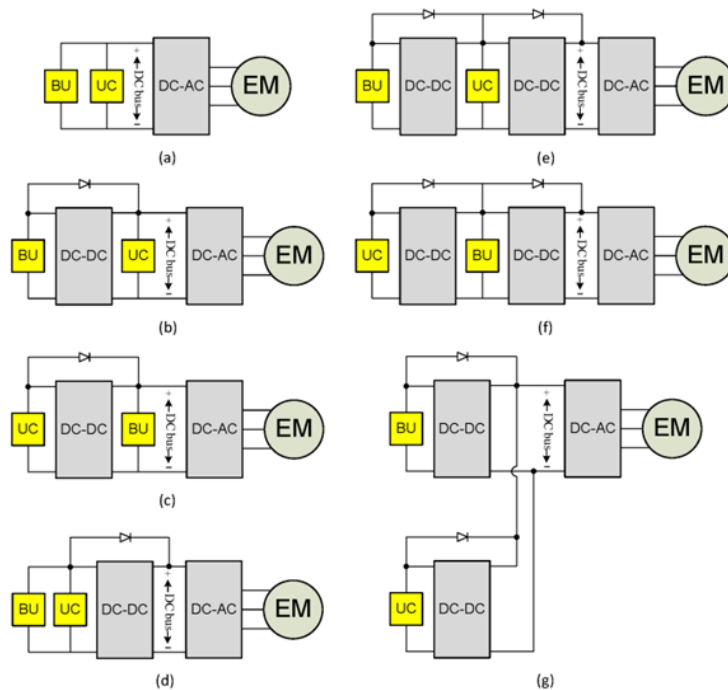 BU UC + DC bus - DC-AC EM
(a)
BU DC-DC UC + DC bus - DC-AC EM
(b)
UC DC-DC BU + DC bus - DC-AC EM
(c)
BU UC DC-DC + DC bus - DC-AC EM
(d)
BU DC-DC UC DC-DC + DC bus - DC-AC EM
(e)
UC DC-DC BU DC-DC + DC bus - DC-AC EM
(f)
BU DC-DC + DC bus - DC-AC EM
UC DC-DC
(g)